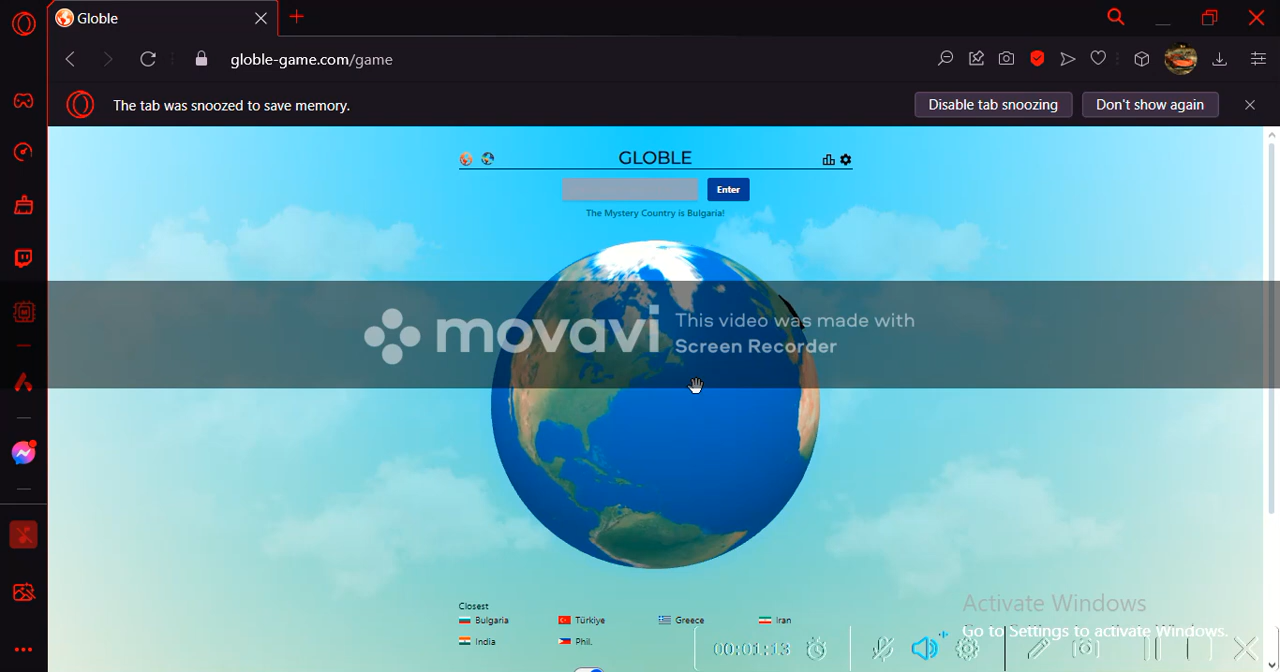 Globle
globle-game.com/game
The tab was snoozed to save memory.
Disable tab snoozing
Don't show again
GLOBLE
Enter
The Mystery Country is Bulgaria!
movavi
This video was made with
Screen Recorder
Closest
Bulgaria
Türkiye
Greece
Iran
India
Phil.
Activate Windows
Go to Settings to activate Windows.
00:01:13